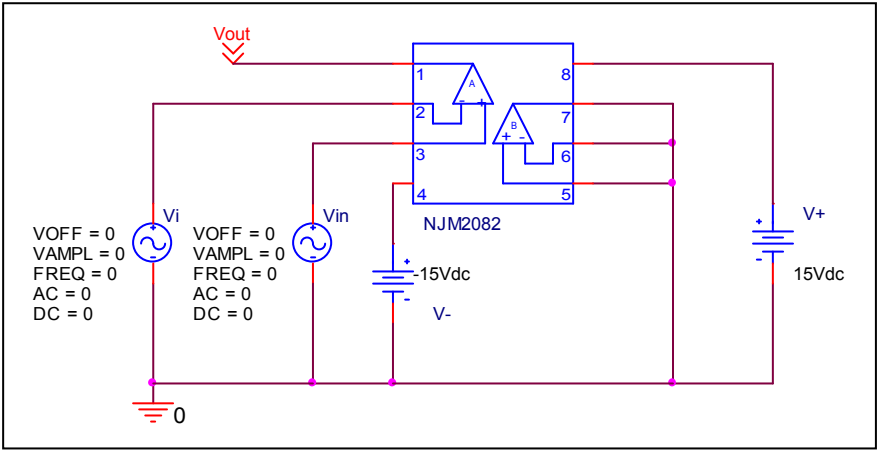 Vout
1
8
A
- +
2
7
B
+ -
3
6
4
5
NJM2082
Vi
VOFF = 0
VAMPL = 0
FREQ = 0
AC = 0
DC = 0
Vin
VOFF = 0
VAMPL = 0
FREQ = 0
AC = 0
DC = 0
+
-
-15Vdc
V-
V+
+
-
15Vdc
0